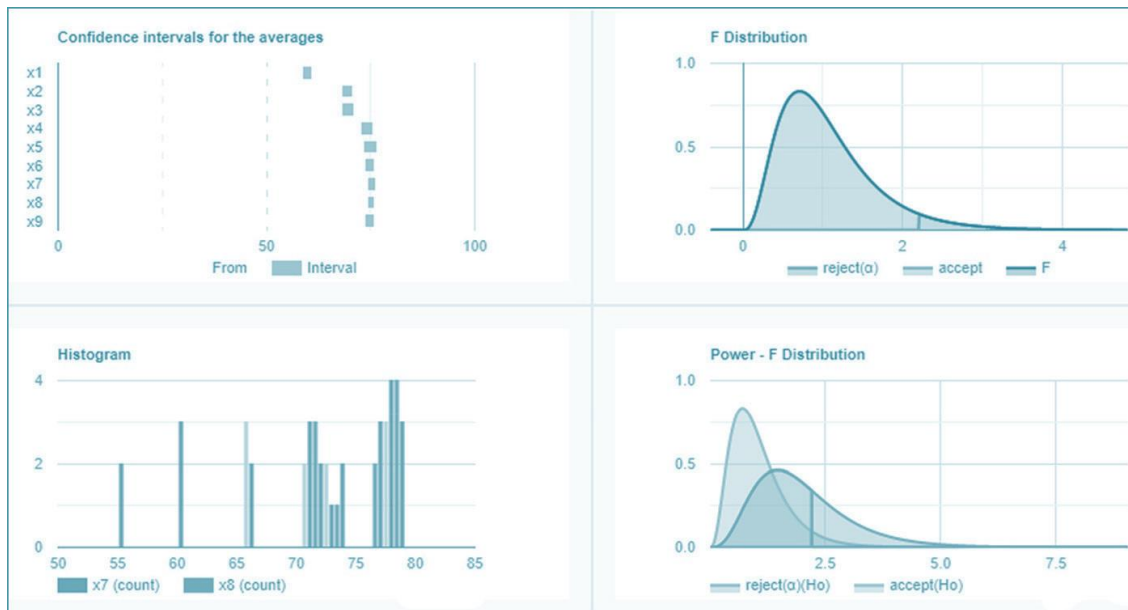 Confidence intervals for the averages
x1
x2
x3
x4
x5
x6
x7
x8
x9
0 50 100
From Interval
F Distribution
1.0
0.5
0.0
0 2 4
reject(α) accept F
Histogram
4
2
0
50 55 60 65 70 75 80 85
x7 (count) x8 (count)
Power - F Distribution
1.0
0.5
0.0
2.5 5.0 7.5
reject(α)(Ho) accept(Ho)